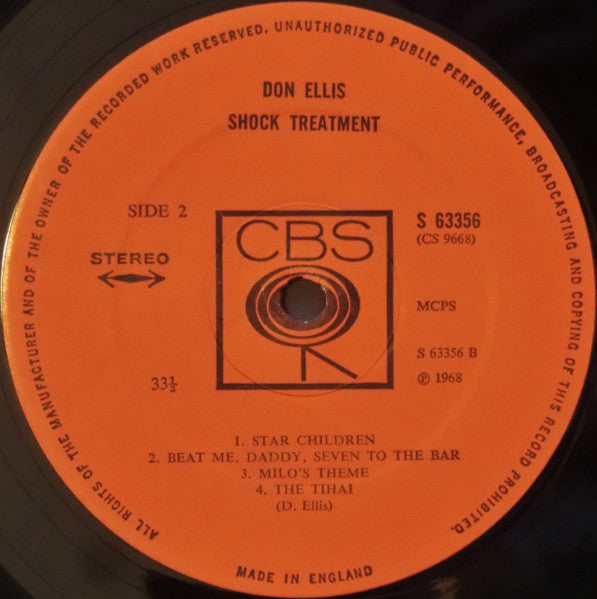 ALL RIGHTS OF THE MANUFACTURER AND OF THE OWNER OF THE RECORDED WORK RESERVED. UNAUTHORIZED PUBLIC PERFORMANCE, BROADCASTING AND COPYING OF THIS RECORD PROHIBITED.
DON ELLIS
SHOCK TREATMENT
SIDE 2
STEREO
33⅓
CBS
S 63356
(CS 9668)
MCPS
S 63356 B
℗ 1968
1. STAR CHILDREN
2. BEAT ME, DADDY, SEVEN TO THE BAR
3. MILO'S THEME
4. THE TIHAI
(D. Ellis)
MADE IN ENGLAND